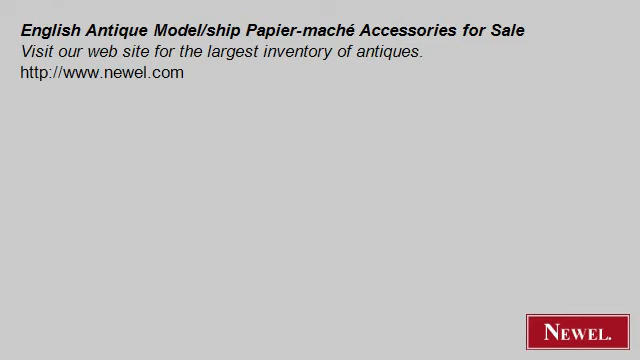 English Antique Model/ship Papier-maché Accessories for Sale
Visit our web site for the largest inventory of antiques.
http://www.newel.com
NEWEL.